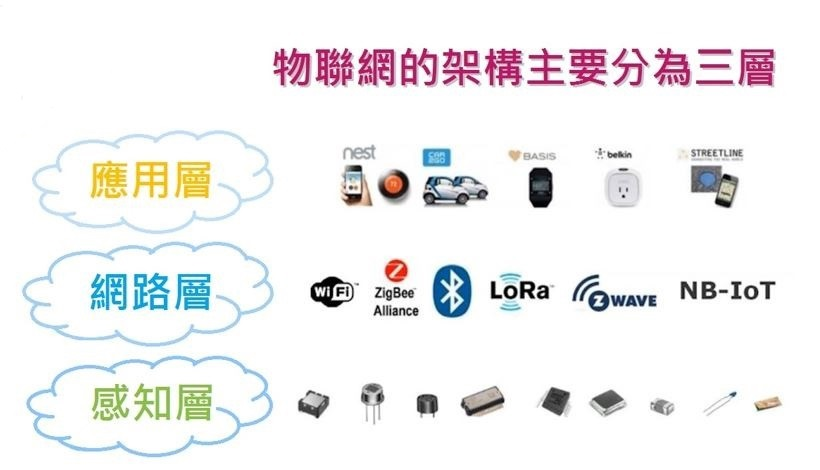 物聯網的架構主要分為三層
應用層
nest
CAR2GO
BASIS
belkin
STREETLINE
網路層
WiFi
ZigBee
Alliance
LoRa
Z WAVE
NB-IoT
感知層